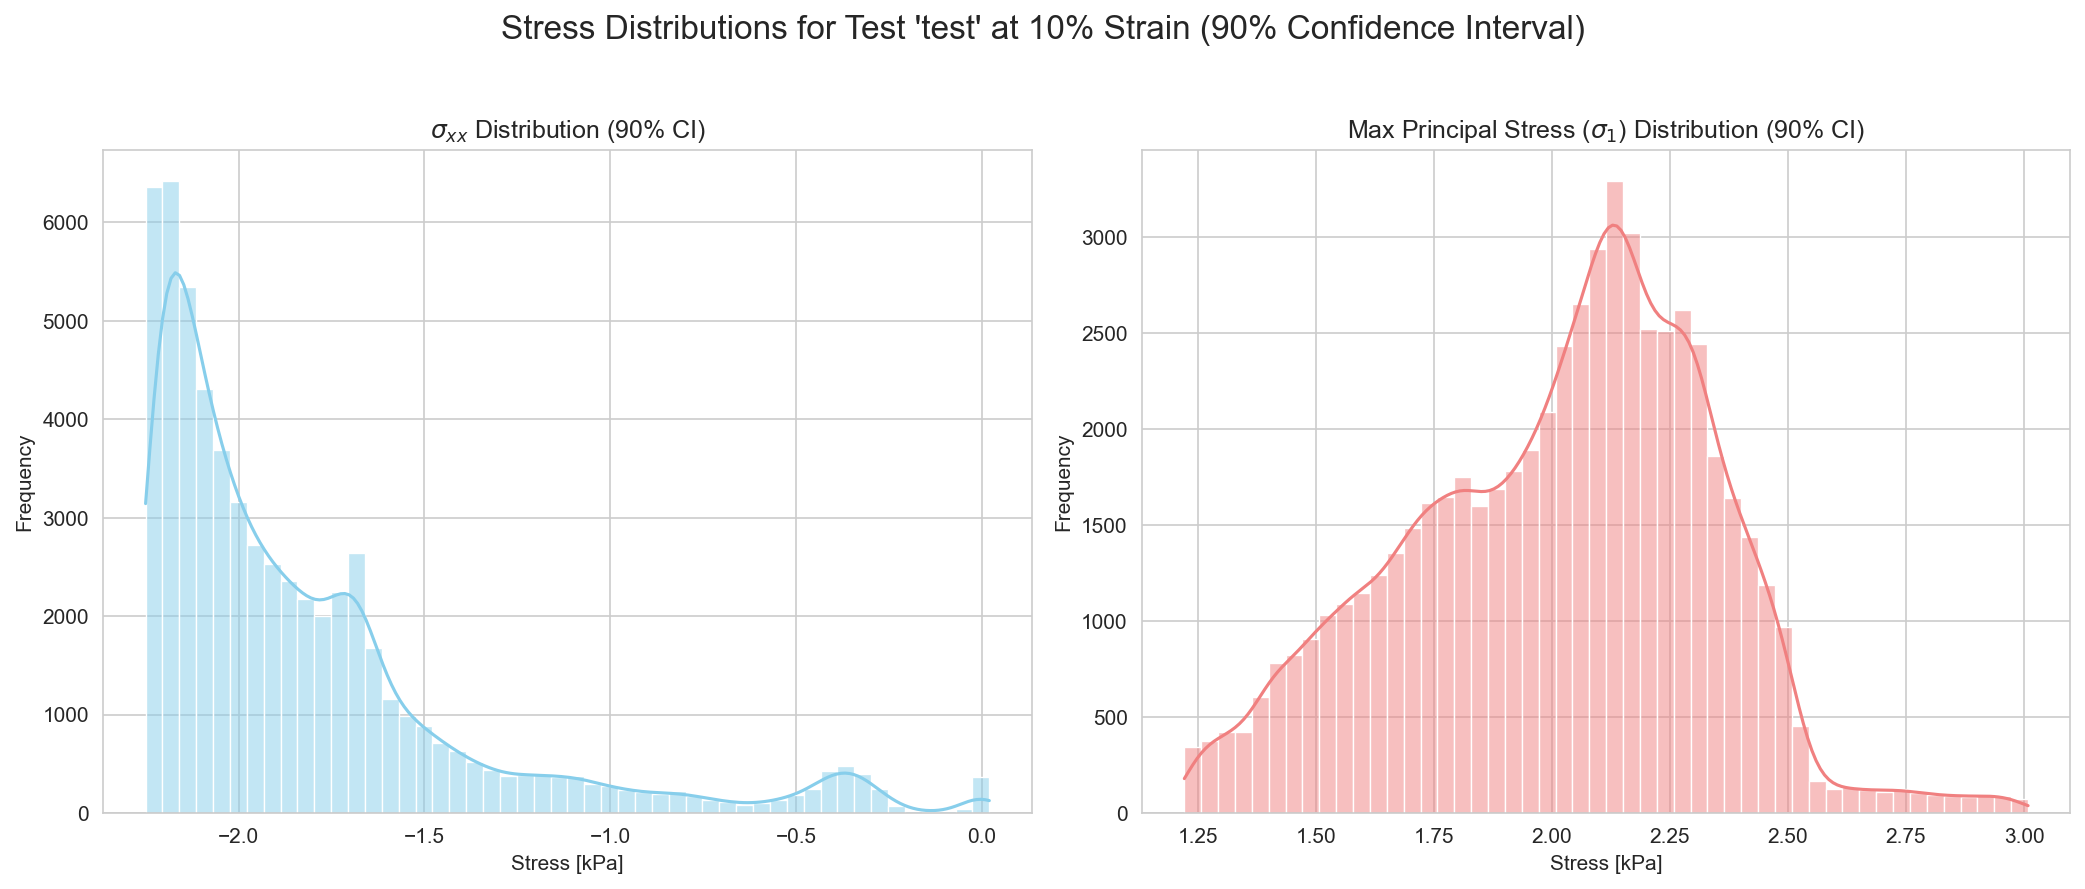 Stress Distributions for Test 'test' at 10% Strain (90% Confidence Interval)
σxx Distribution (90% CI)
Frequency
6000
5000
4000
3000
2000
1000
0
−2.0 −1.5 −1.0 −0.5 0.0
Stress [kPa]
Max Principal Stress (σ1) Distribution (90% CI)
Frequency
3000
2500
2000
1500
1000
500
0
1.25 1.50 1.75 2.00 2.25 2.50 2.75 3.00
Stress [kPa]